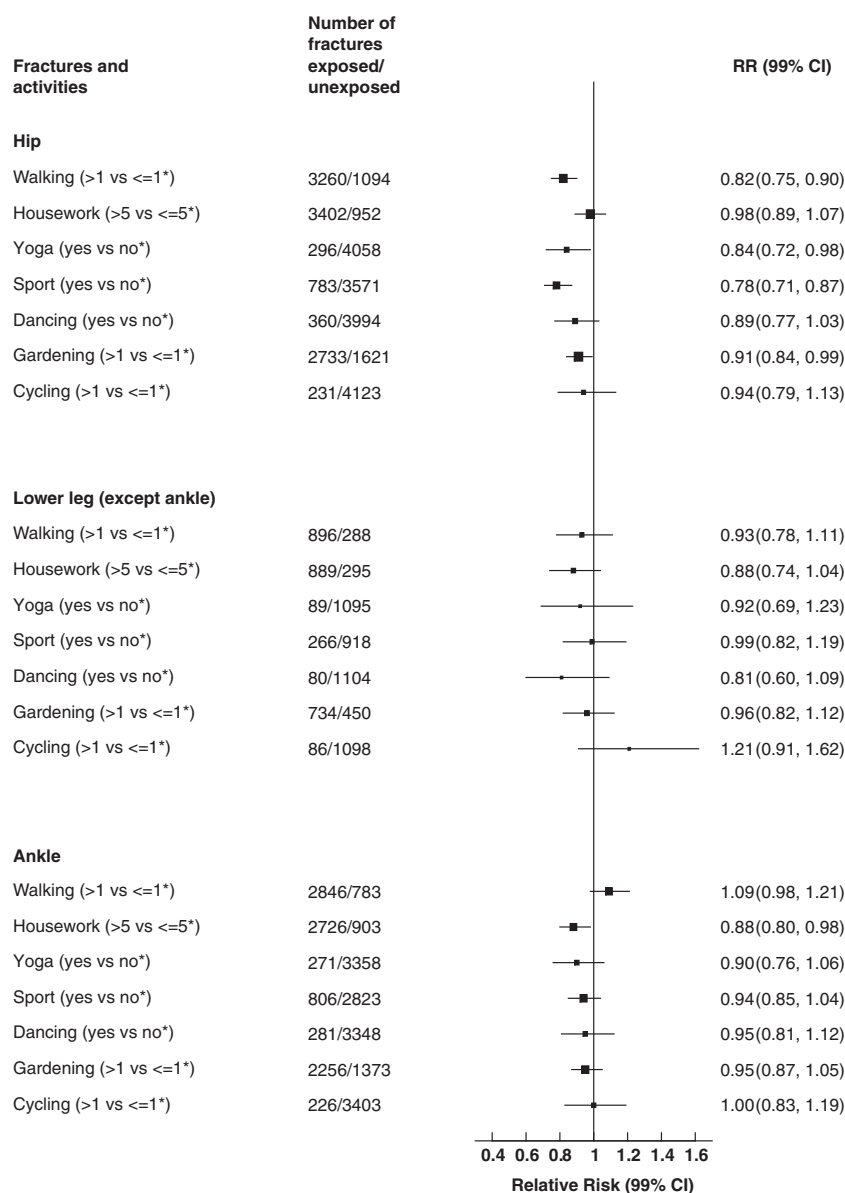 Fractures and activities
Number of fractures exposed/ unexposed
RR (99% CI)
Hip
Walking (>1 vs <=1*) 3260/1094 0.82(0.75, 0.90)
Housework (>5 vs <=5*) 3402/952 0.98(0.89, 1.07)
Yoga (yes vs no*) 296/4058 0.84(0.72, 0.98)
Sport (yes vs no*) 783/3571 0.78(0.71, 0.87)
Dancing (yes vs no*) 360/3994 0.89(0.77, 1.03)
Gardening (>1 vs <=1*) 2733/1621 0.91(0.84, 0.99)
Cycling (>1 vs <=1*) 231/4123 0.94(0.79, 1.13)
Lower leg (except ankle)
Walking (>1 vs <=1*) 896/288 0.93(0.78, 1.11)
Housework (>5 vs <=5*) 889/295 0.88(0.74, 1.04)
Yoga (yes vs no*) 89/1095 0.92(0.69, 1.23)
Sport (yes vs no*) 266/918 0.99(0.82, 1.19)
Dancing (yes vs no*) 80/1104 0.81(0.60, 1.09)
Gardening (>1 vs <=1*) 734/450 0.96(0.82, 1.12)
Cycling (>1 vs <=1*) 86/1098 1.21(0.91, 1.62)
Ankle
Walking (>1 vs <=1*) 2846/783 1.09(0.98, 1.21)
Housework (>5 vs <=5*) 2726/903 0.88(0.80, 0.98)
Yoga (yes vs no*) 271/3358 0.90(0.76, 1.06)
Sport (yes vs no*) 806/2823 0.94(0.85, 1.04)
Dancing (yes vs no*) 281/3348 0.95(0.81, 1.12)
Gardening (>1 vs <=1*) 2256/1373 0.95(0.87, 1.05)
Cycling (>1 vs <=1*) 226/3403 1.00(0.83, 1.19)
0.4 0.6 0.8 1 1.2 1.4 1.6
Relative Risk (99% CI)